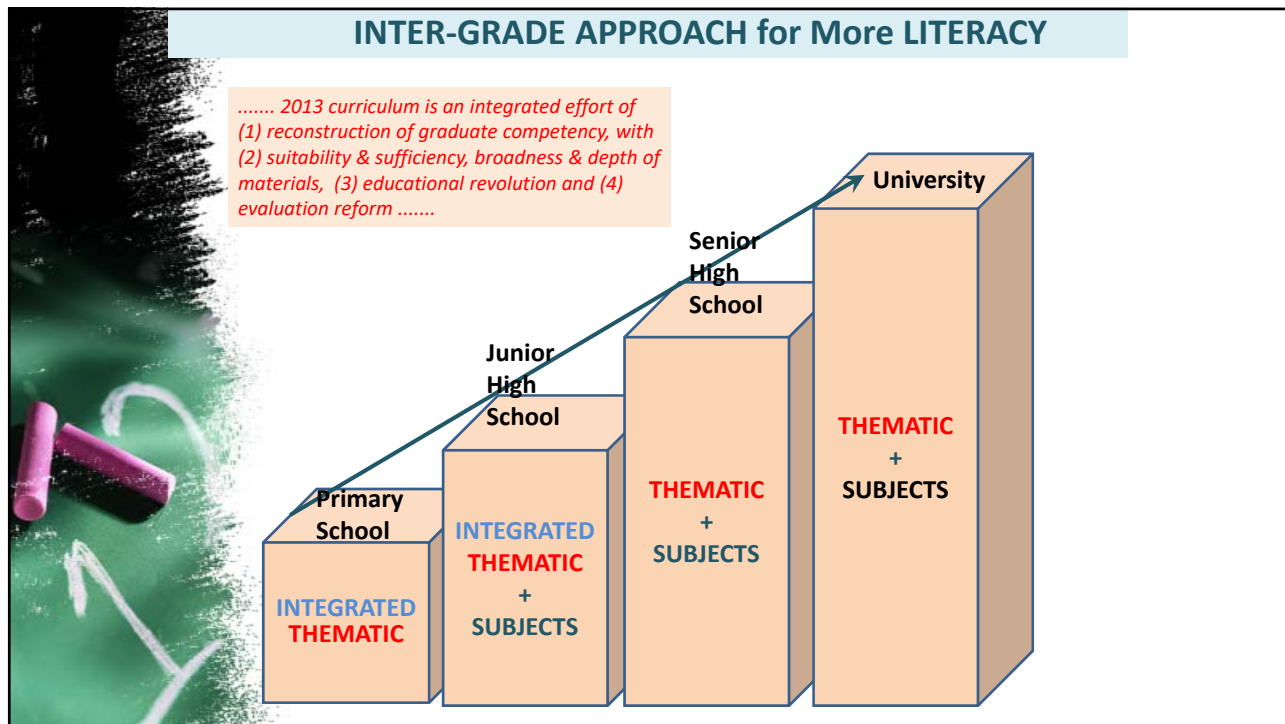 INTER-GRADE APPROACH for More LITERACY
....... 2013 curriculum is an integrated effort of
(1) reconstruction of graduate competency, with
(2) suitability & sufficiency, broadness & depth of
materials, (3) educational revolution and (4)
evaluation reform .......
Primary
School
INTEGRATED
THEMATIC
Junior
High
School
INTEGRATED
THEMATIC
+
SUBJECTS
Senior
High
School
THEMATIC
+
SUBJECTS
University
THEMATIC
+
SUBJECTS